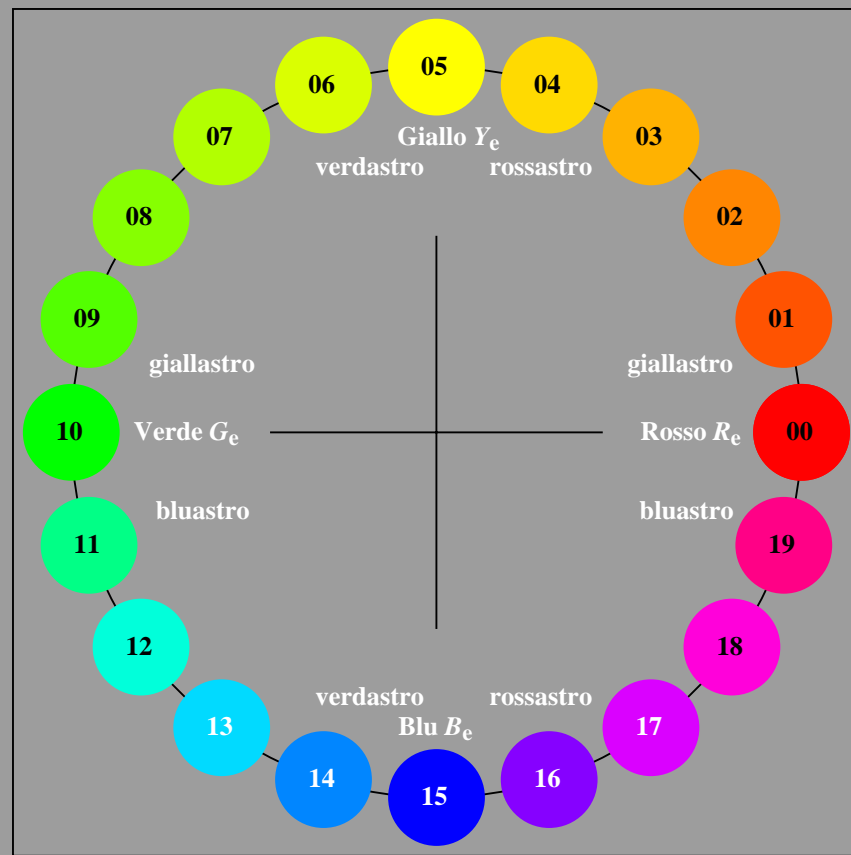 05
06
04
07
Giallo Ye
03
verdastro
rossastro
08
02
09
01
giallastro
giallastro
10
Verde Ge
Rosso Re
00
bluastro
bluastro
11
19
12
18
verdastro
rossastro
13
Blu Be
17
14
16
15